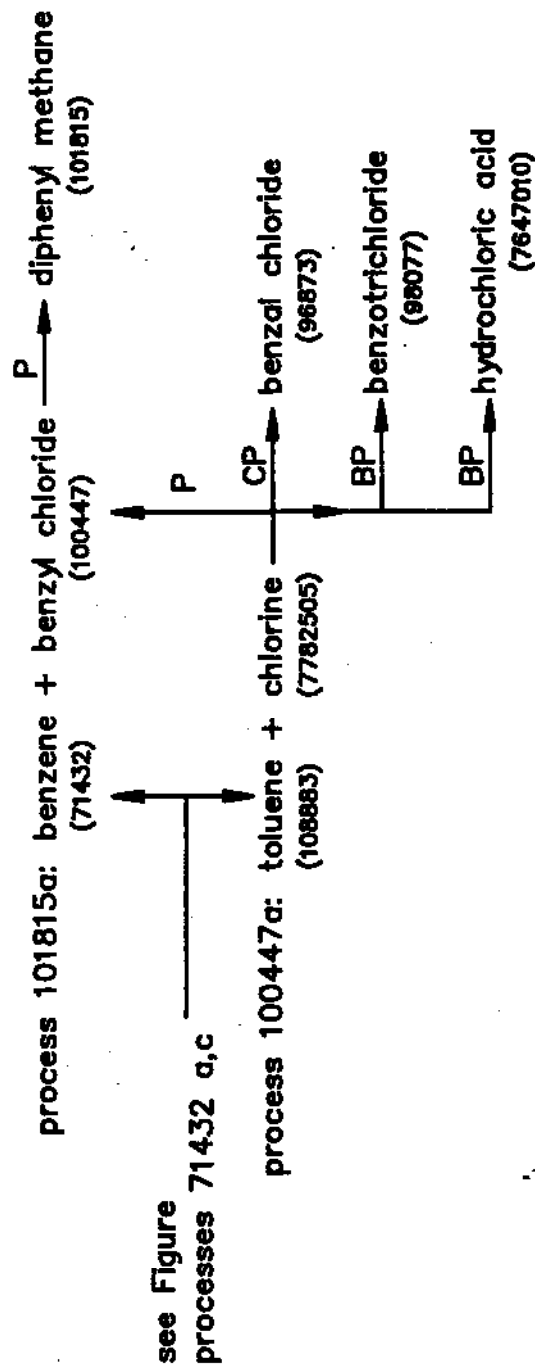 process 101815a: benzene + benzyl chloride P diphenyl methane
(71432) (100447) (101815)
see Figure
processes 71432 a,c
P
process 100447a: toluene + chlorine CP benzal chloride
(108883) (7782505) (96873)
BP benzotrichloride
(98077)
BP hydrochloric acid
(7647010)